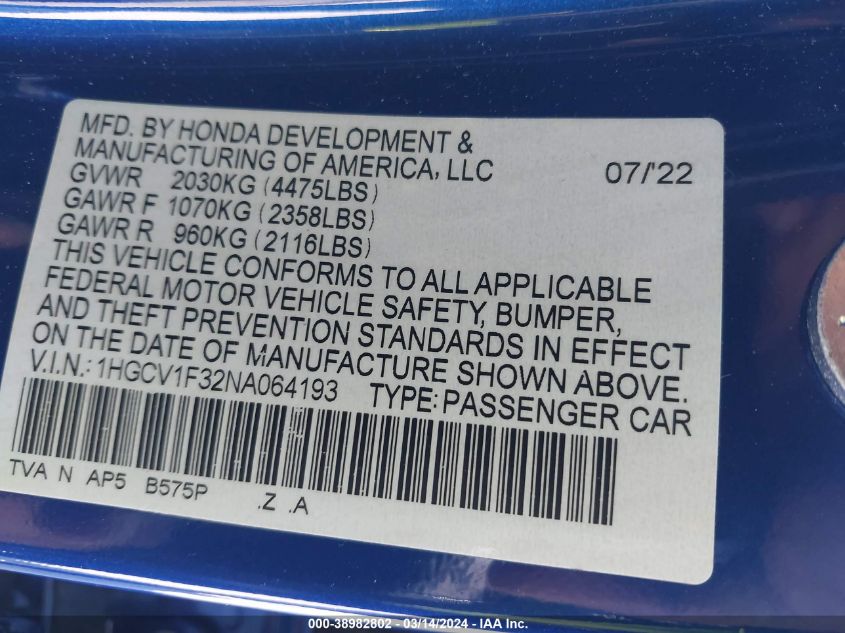 MFD. BY HONDA DEVELOPMENT &
MANUFACTURING OF AMERICA, LLC 07/'22
GVWR 2030KG (4475LBS)
GAWR F 1070KG (2358LBS)
GAWR R 960KG (2116LBS)
THIS VEHICLE CONFORMS TO ALL APPLICABLE
FEDERAL MOTOR VEHICLE SAFETY, BUMPER,
AND THEFT PREVENTION STANDARDS IN EFFECT
ON THE DATE OF MANUFACTURE SHOWN ABOVE.
V.I.N.: 1HGCV1F32NA064193 TYPE: PASSENGER CAR
TVA N AP5 B575P .Z .A
000-38982802 - 03/14/2024 - IAA Inc.